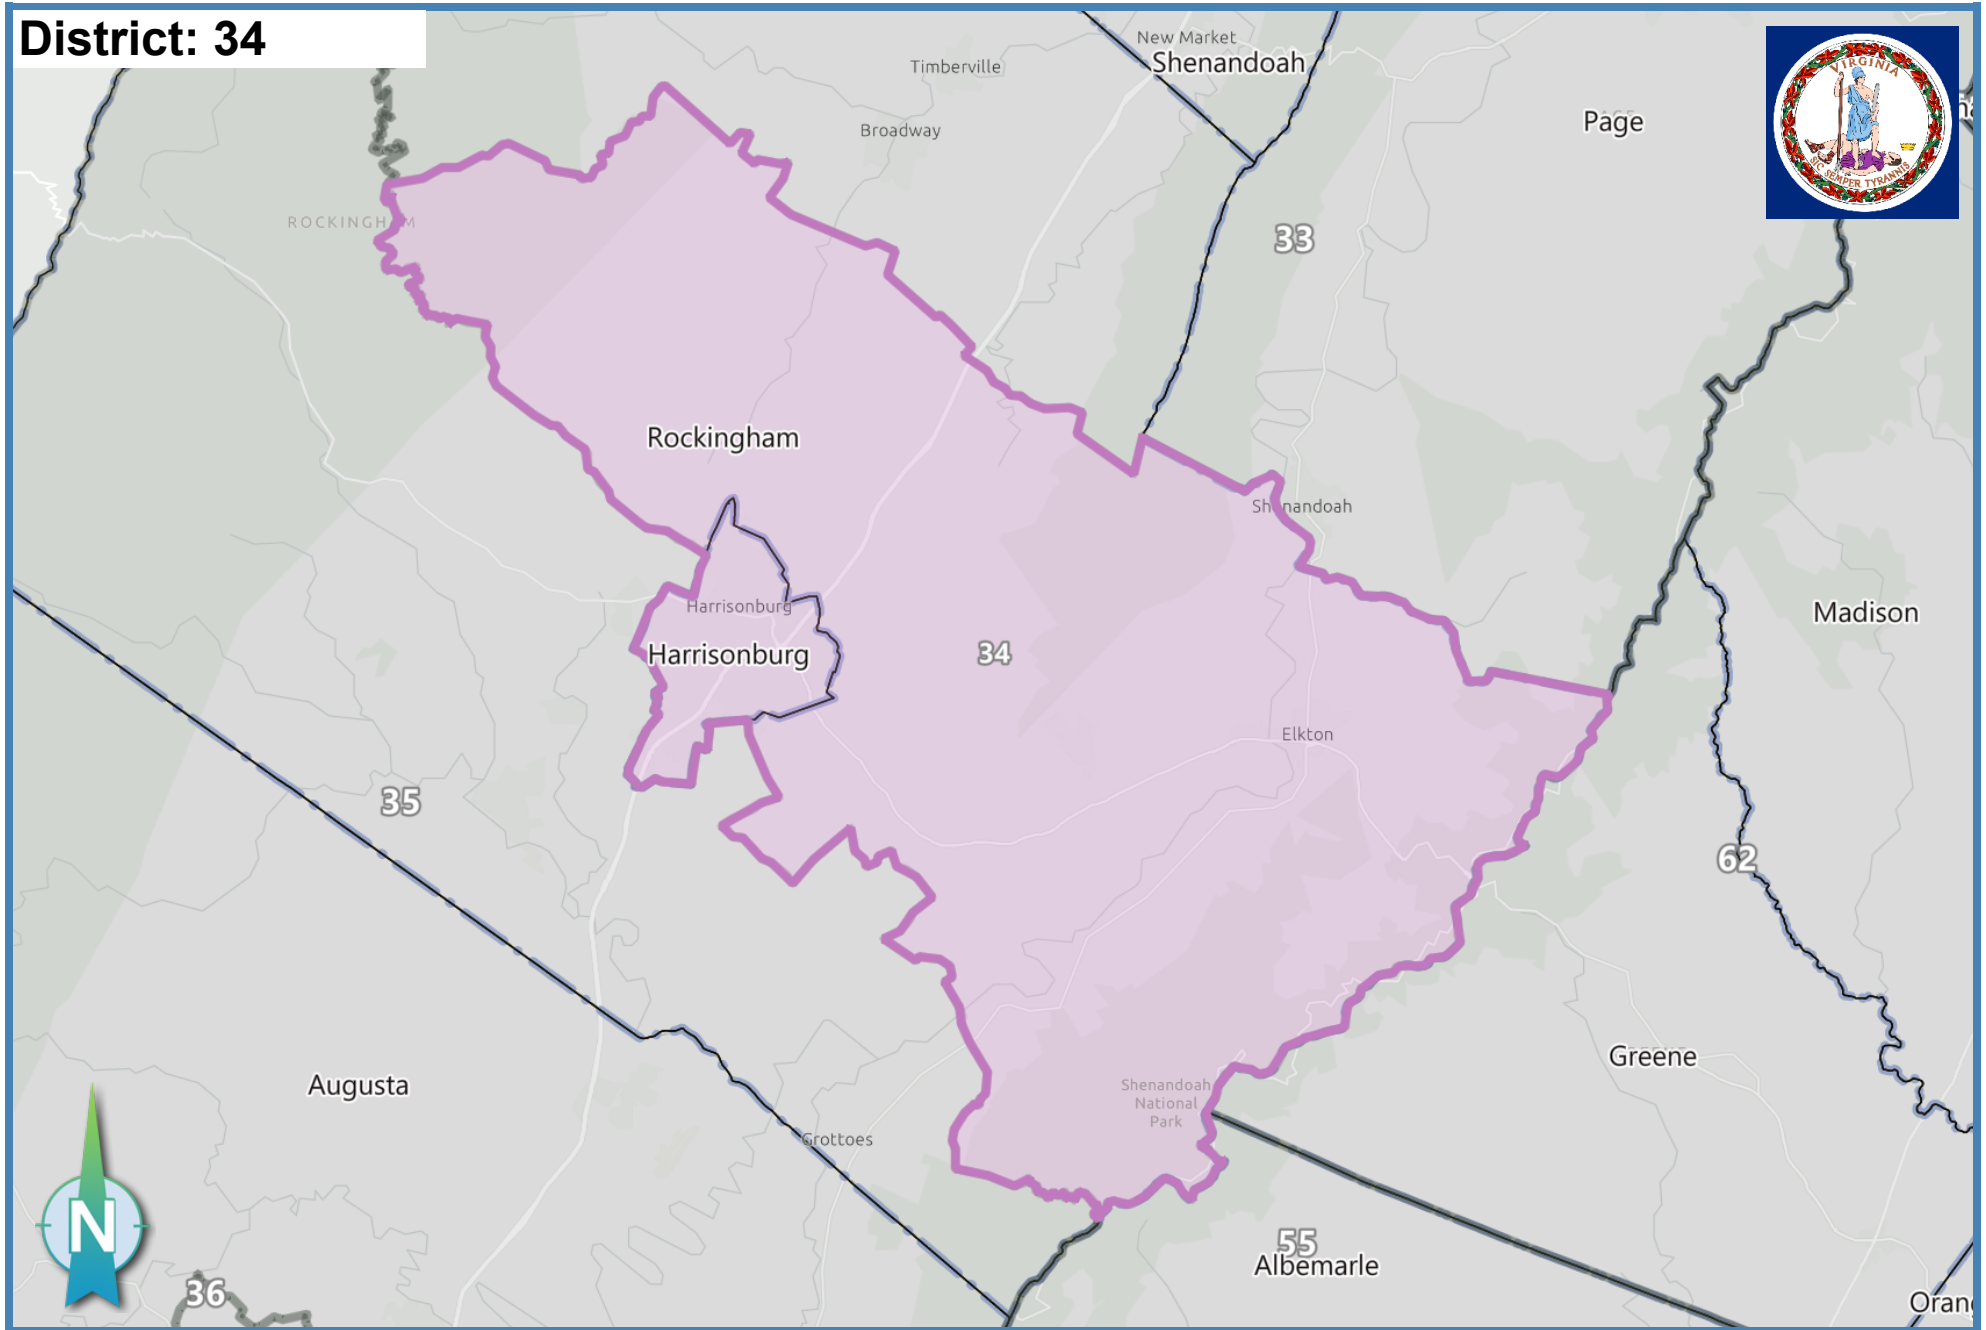 District: 34
New Market
Shenandoah
Timberville
Broadway
Page
VIRGINIA
SIC SEMPER TYRANNIS
ROCKINGHAM
33
Rockingham
Shenandoah
Harrisonburg
Harrisonburg
34
Madison
Elkton
35
62
Greene
Augusta
Shenandoah
National
Park
Grottoes
55
Albemarle
N
36
Oran